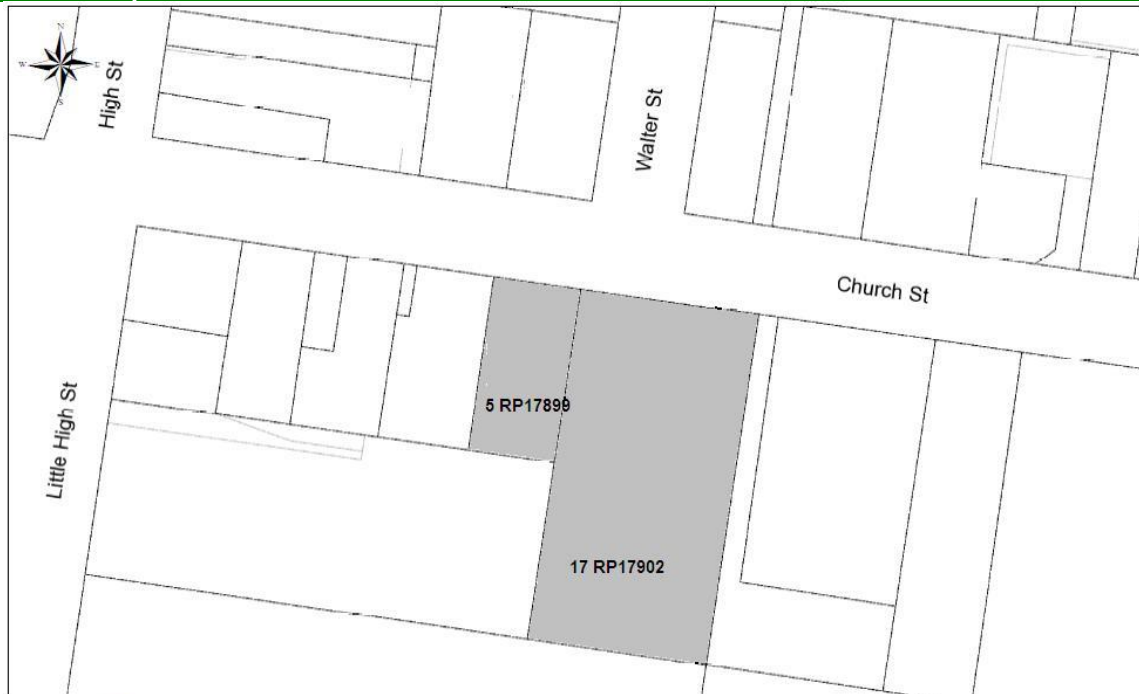 N
W E
S
High St
Walter St
Church St
5 RP17899
Little High St
17 RP17902